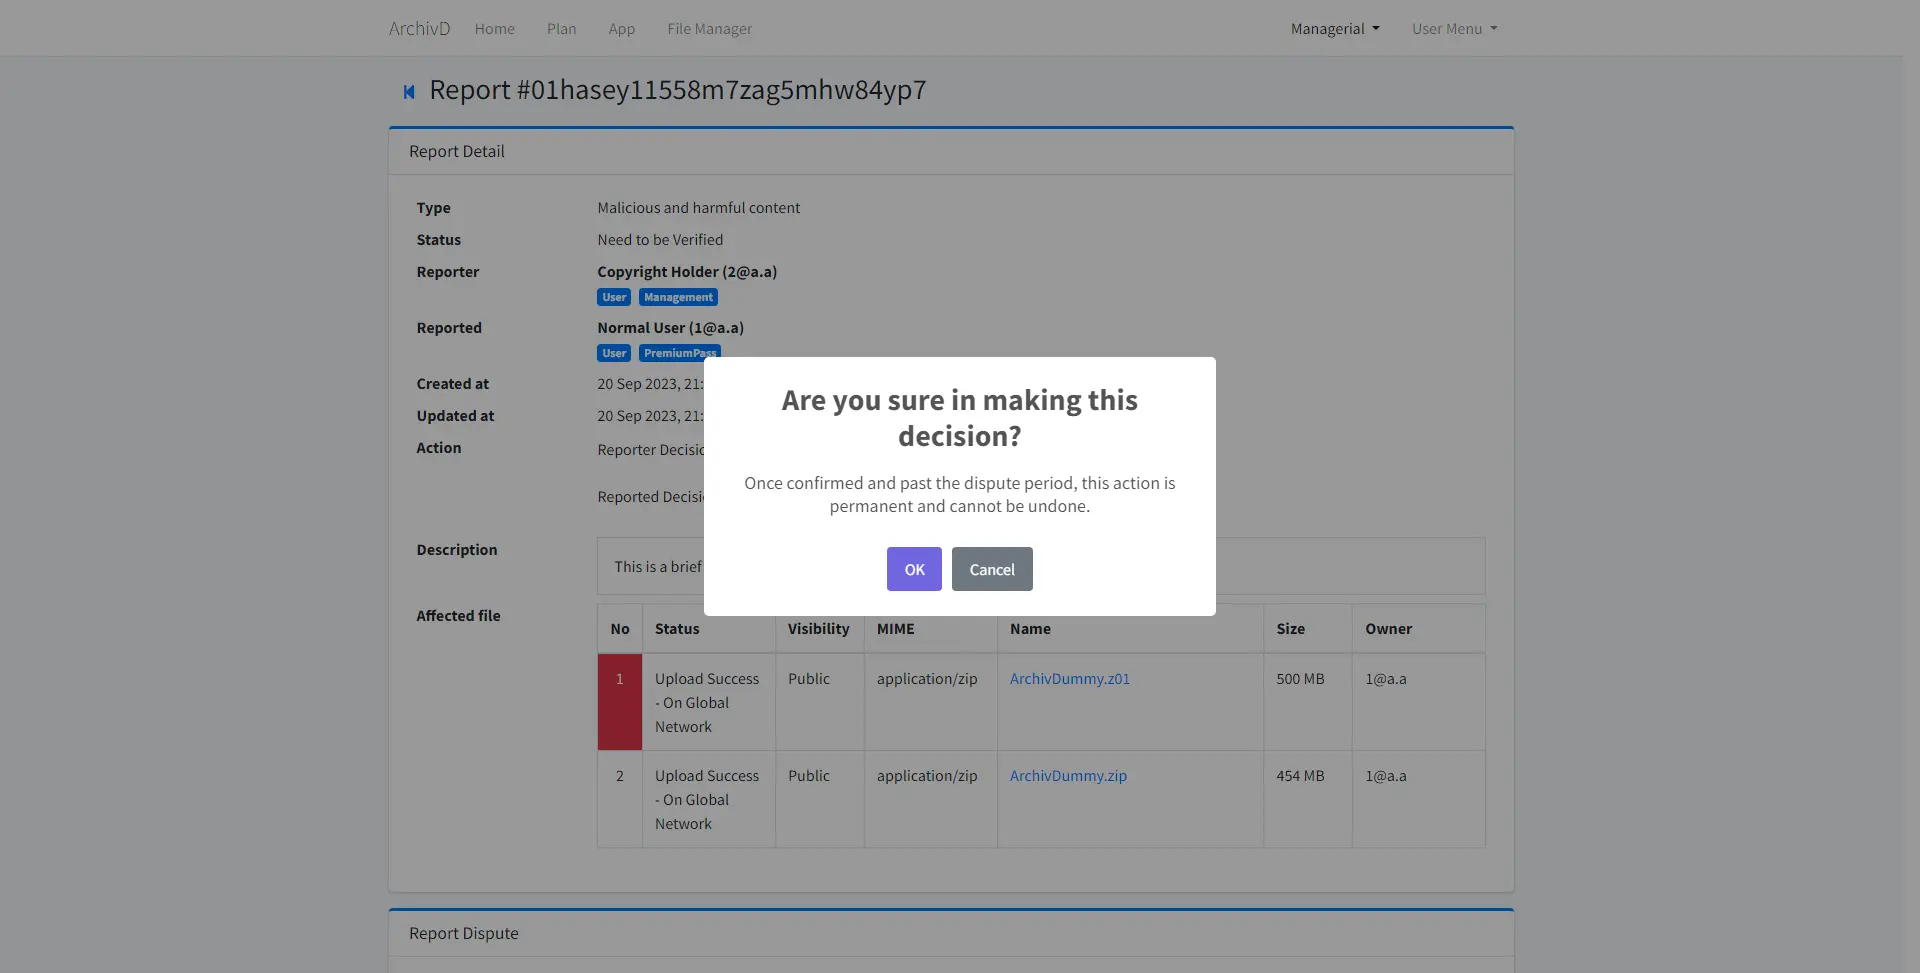 ArchivD Home Plan App File Manager Managerial User Menu
Report #01hasey11558m7zag5mhw84yp7
Report Detail
Type Malicious and harmful content
Status Need to be Verified
Reporter Copyright Holder (2@a.a)
User Management
Reported Normal User (1@a.a)
User PremiumPass
Created at 20 Sep 2023, 21:
Updated at 20 Sep 2023, 21:
Action Reporter
Reported
Description This is a brief
Are you sure in making this
decision?
Once confirmed and past the dispute period, this action is
permanent and cannot be undone.
OK Cancel
Affected file
No Status Visibility MIME Name Size Owner
1 Upload Success Public application/zip ArchivDummy.z01 500 MB 1@a.a
- On Global
Network
2 Upload Success Public application/zip ArchivDummy.zip 454 MB 1@a.a
- On Global
Network
Report Dispute